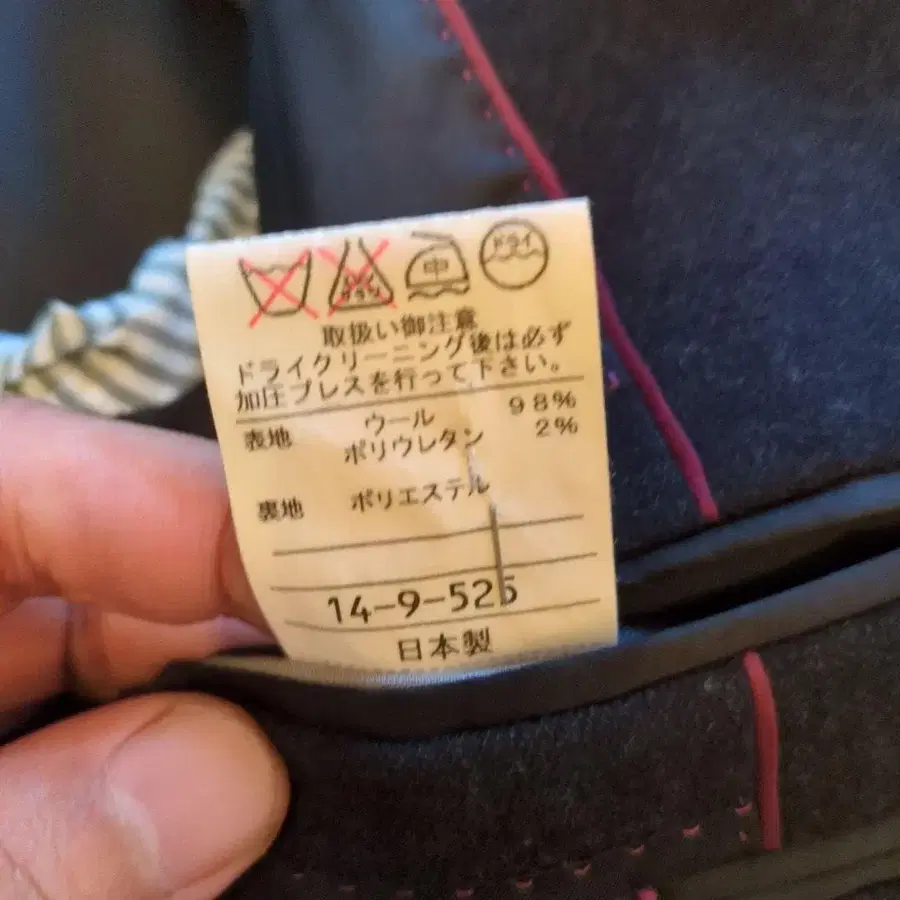 中 ドライ
取扱い御注意
ドライクリーニング後は必ず
加圧プレスを行って下さい。
表地 ウール 98%
ポリウレタン 2%
裏地 ポリエステル
14-9-525
日本製